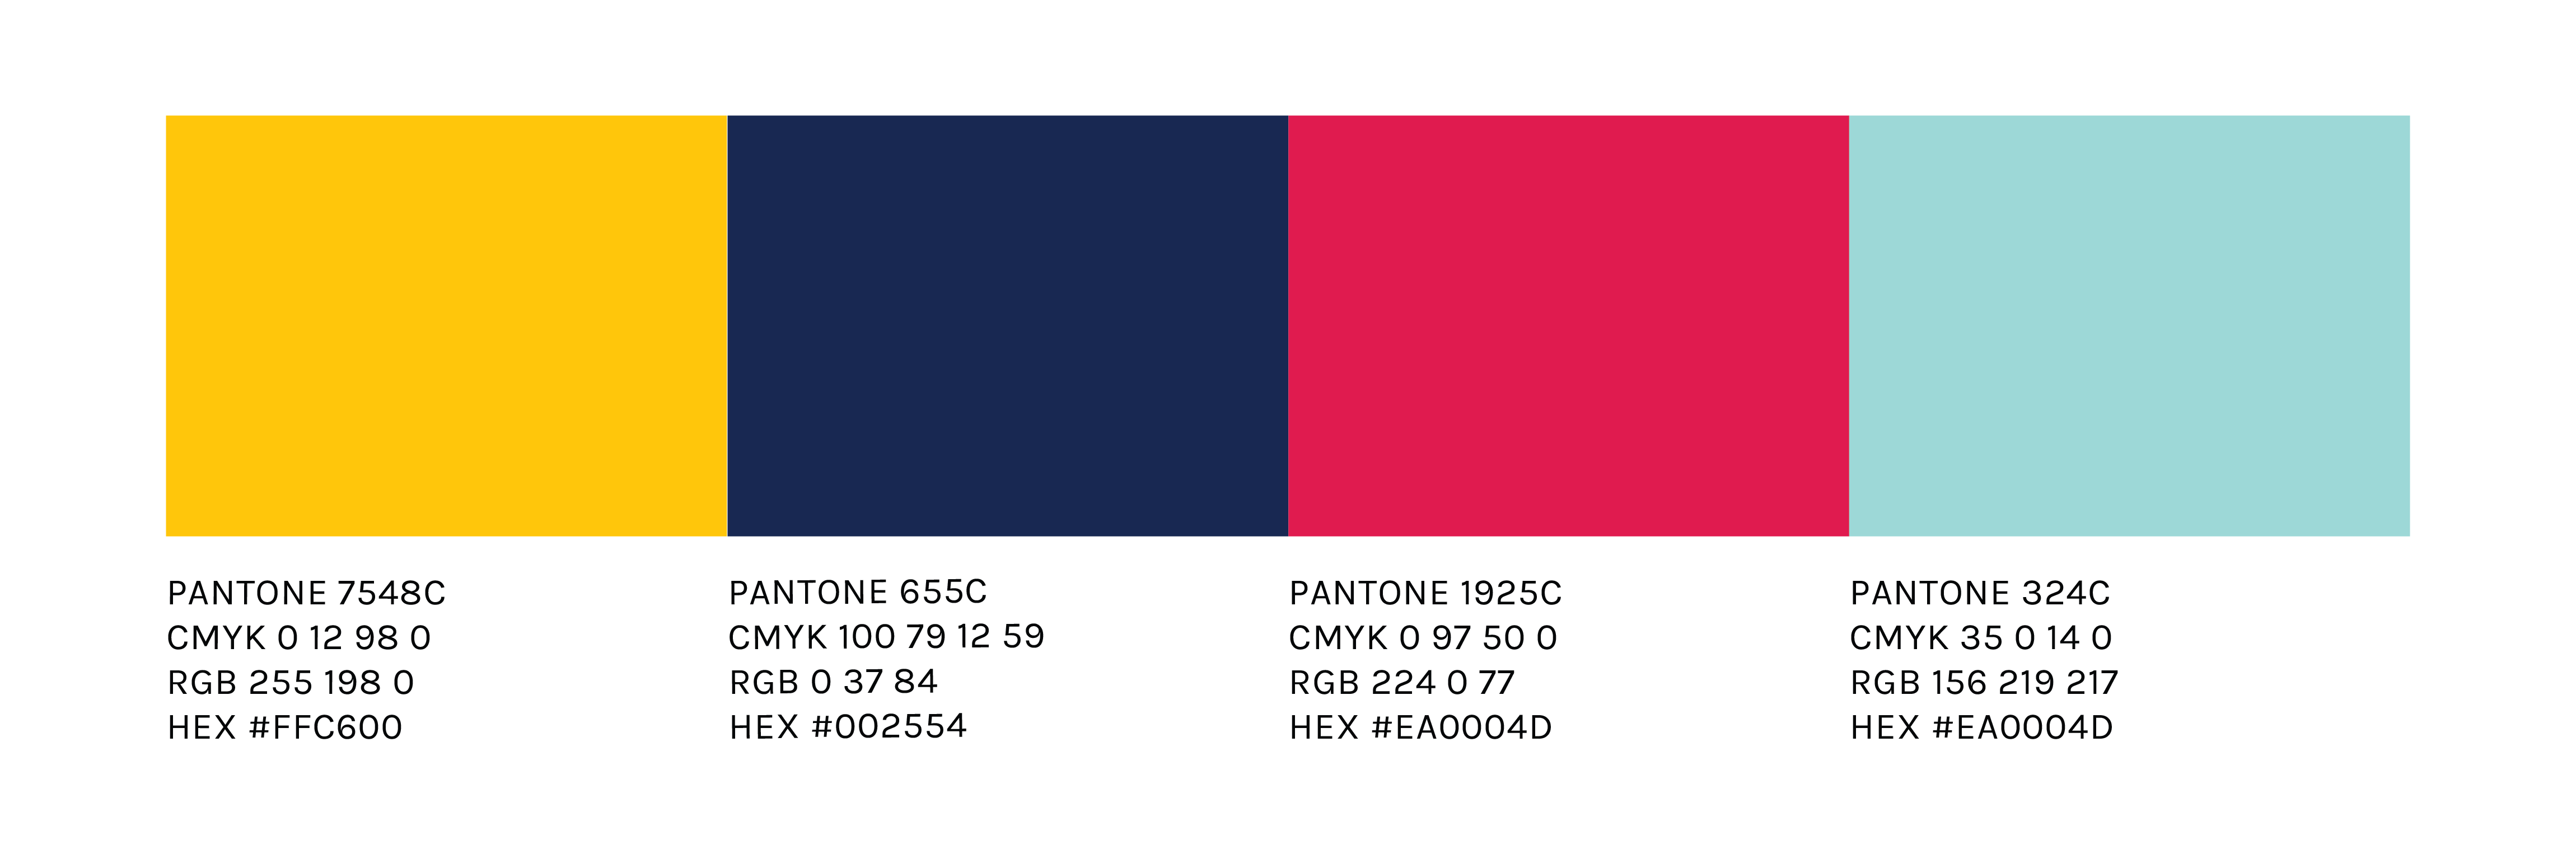 PANTONE 7548C
CMYK 0 12 98 0
RGB 255 198 0
HEX #FFC600
PANTONE 655C
CMYK 100 79 12 59
RGB 0 37 84
HEX #002554
PANTONE 1925C
CMYK 0 97 50 0
RGB 224 0 77
HEX #EA0004D
PANTONE 324C
CMYK 35 0 14 0
RGB 156 219 217
HEX #EA0004D